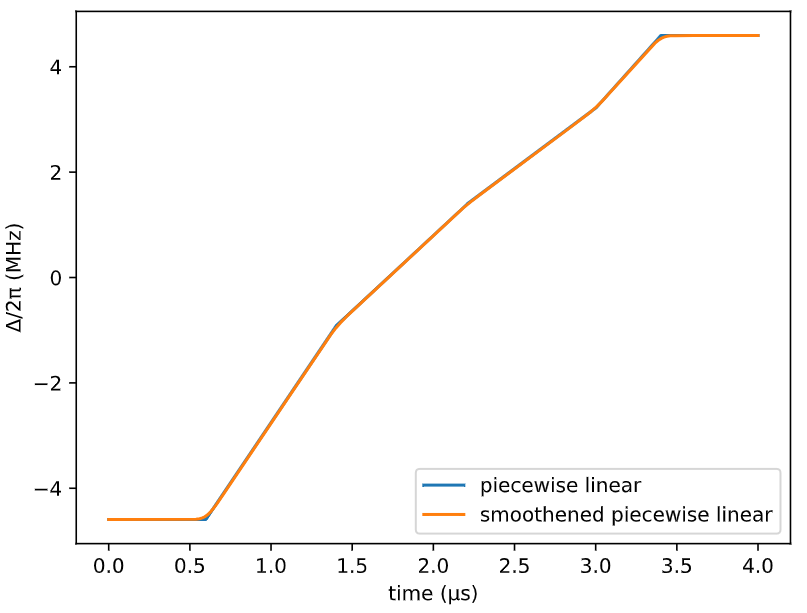 4
2
0
−2
−4
Δ/2π (MHz)
piecewise linear
smoothened piecewise linear
0.0 0.5 1.0 1.5 2.0 2.5 3.0 3.5 4.0
time (μs)